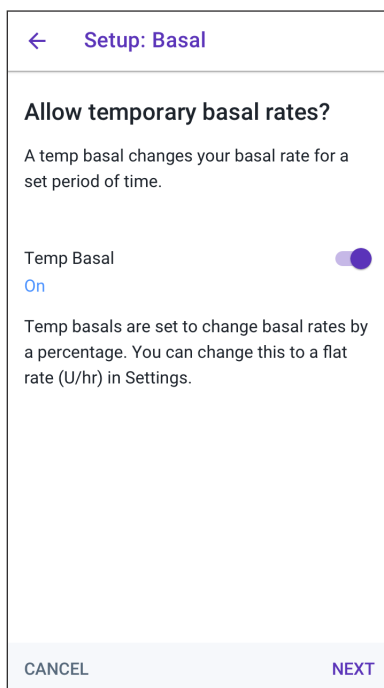 Setup: Basal
Allow temporary basal rates?
A temp basal changes your basal rate for a
set period of time.
Temp Basal
On
Temp basals are set to change basal rates by
a percentage. You can change this to a flat
rate (U/hr) in Settings.
CANCEL NEXT